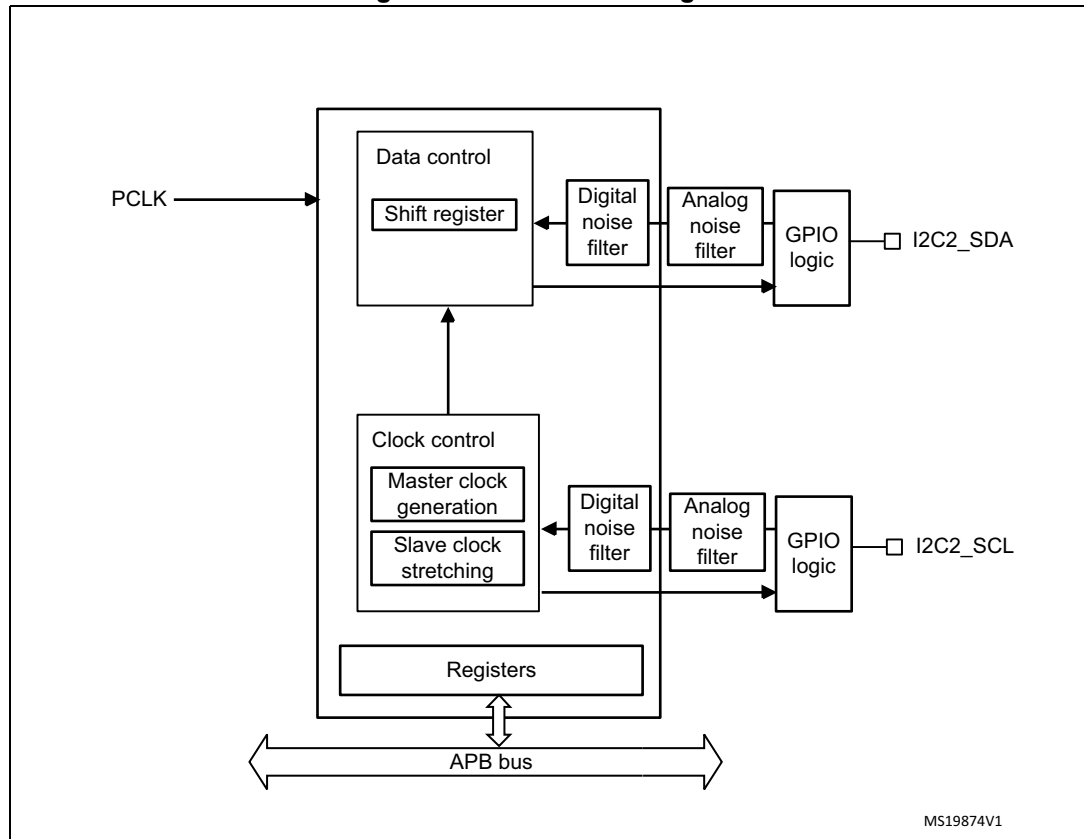 Data control
PCLK
Shift register
Digital
noise
filter
Analog
noise
filter
GPIO
logic
I2C2_SDA
Clock control
Master clock
generation
Slave clock
stretching
Digital
noise
filter
Analog
noise
filter
GPIO
logic
I2C2_SCL
Registers
APB bus
MS19874V1